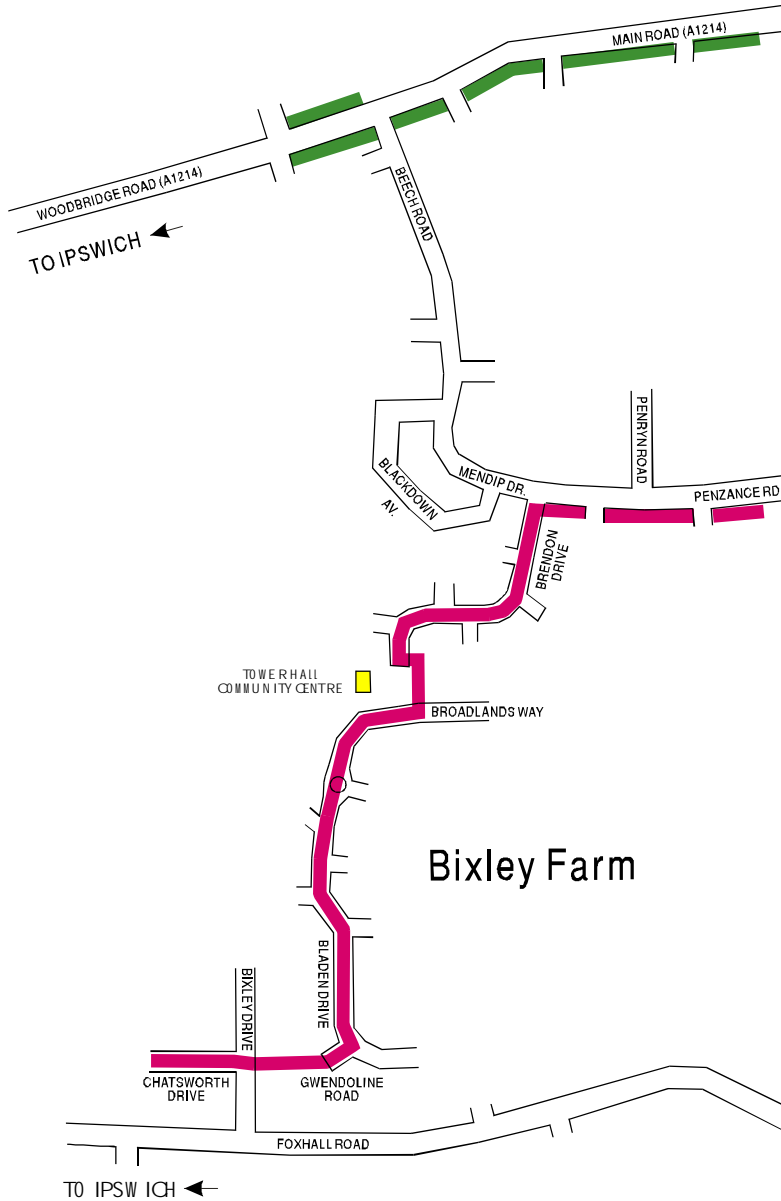 MAIN ROAD (A1214)
WOODBRIDGE ROAD (A1214)
TO IPSWICH
BEECH ROAD
PENRYN ROAD
MENDIP DR.
BLACKDOWN
AV.
PENZANCE RD
BRENDON
DRIVE
TOWER HALL
COMMUNITY CENTRE
BROADLANDS WAY
Bixley Farm
BLADEN DRIVE
BIXLEY DRIVE
CHATSWORTH
DRIVE
GWENDOLINE
ROAD
FOXHALL ROAD
TO IPSWICH